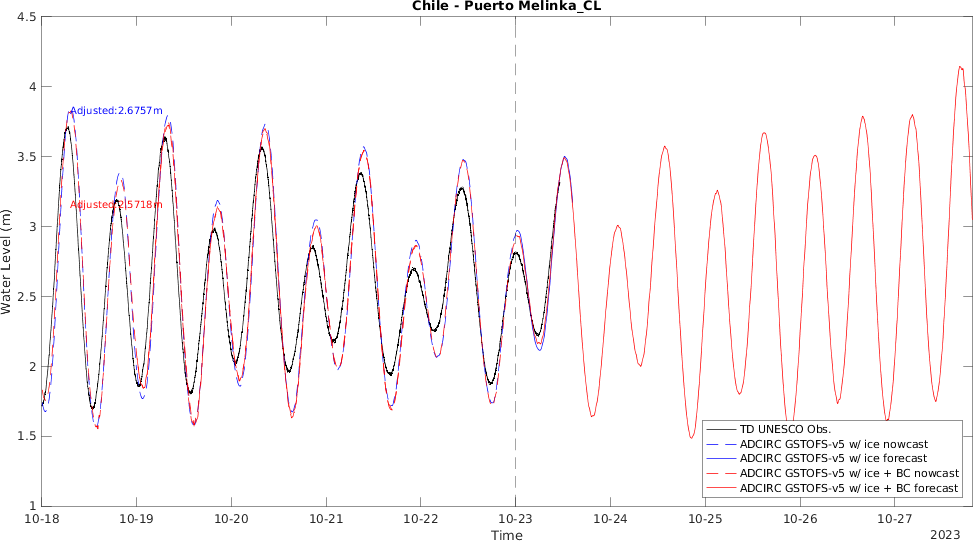 Chile - Puerto Melinka_CL
4.5
4
3.5
3
2.5
2
1.5
1
Water Level (m)
Adjusted:2.6757m
Adjusted:2.5718m
TD UNESCO Obs.
ADCIRC GSTOFS-v5 w/ ice nowcast
ADCIRC GSTOFS-v5 w/ ice forecast
ADCIRC GSTOFS-v5 w/ ice + BC nowcast
ADCIRC GSTOFS-v5 w/ ice + BC forecast
10-18 10-19 10-20 10-21 10-22 10-23 10-24 10-25 10-26 10-27
Time
2023